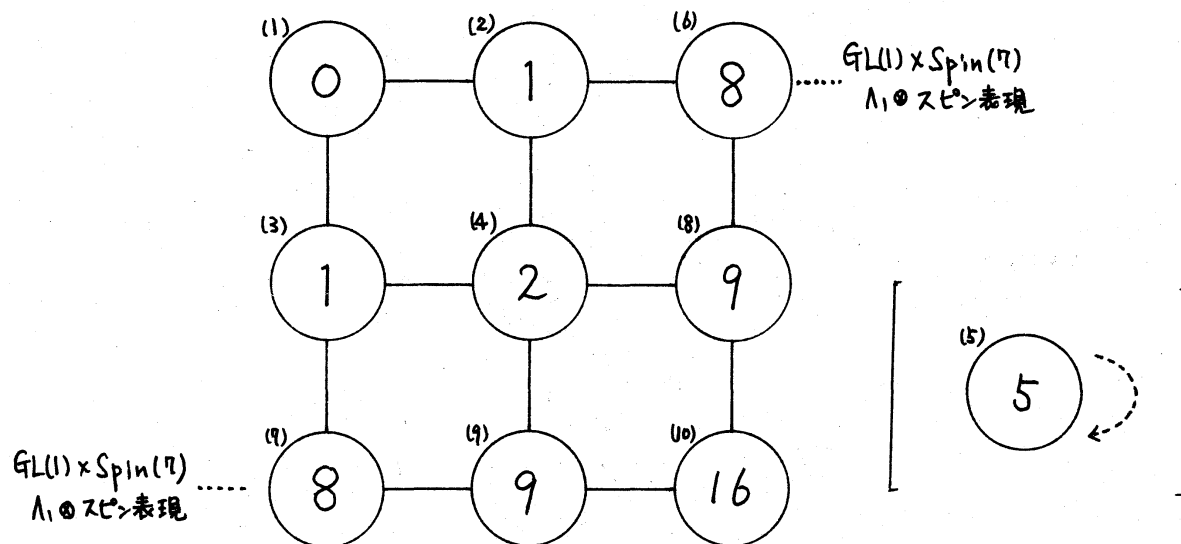 (1) (2) (6)
0 1 8 …… GL(1)×Spin(7)
Λ₁⊗スピン表現
(3) (4) (8)
1 2 9
(5)
5
(7) (9) (10)
GL(1)×Spin(7) …… 8 9 16
Λ₁⊗スピン表現